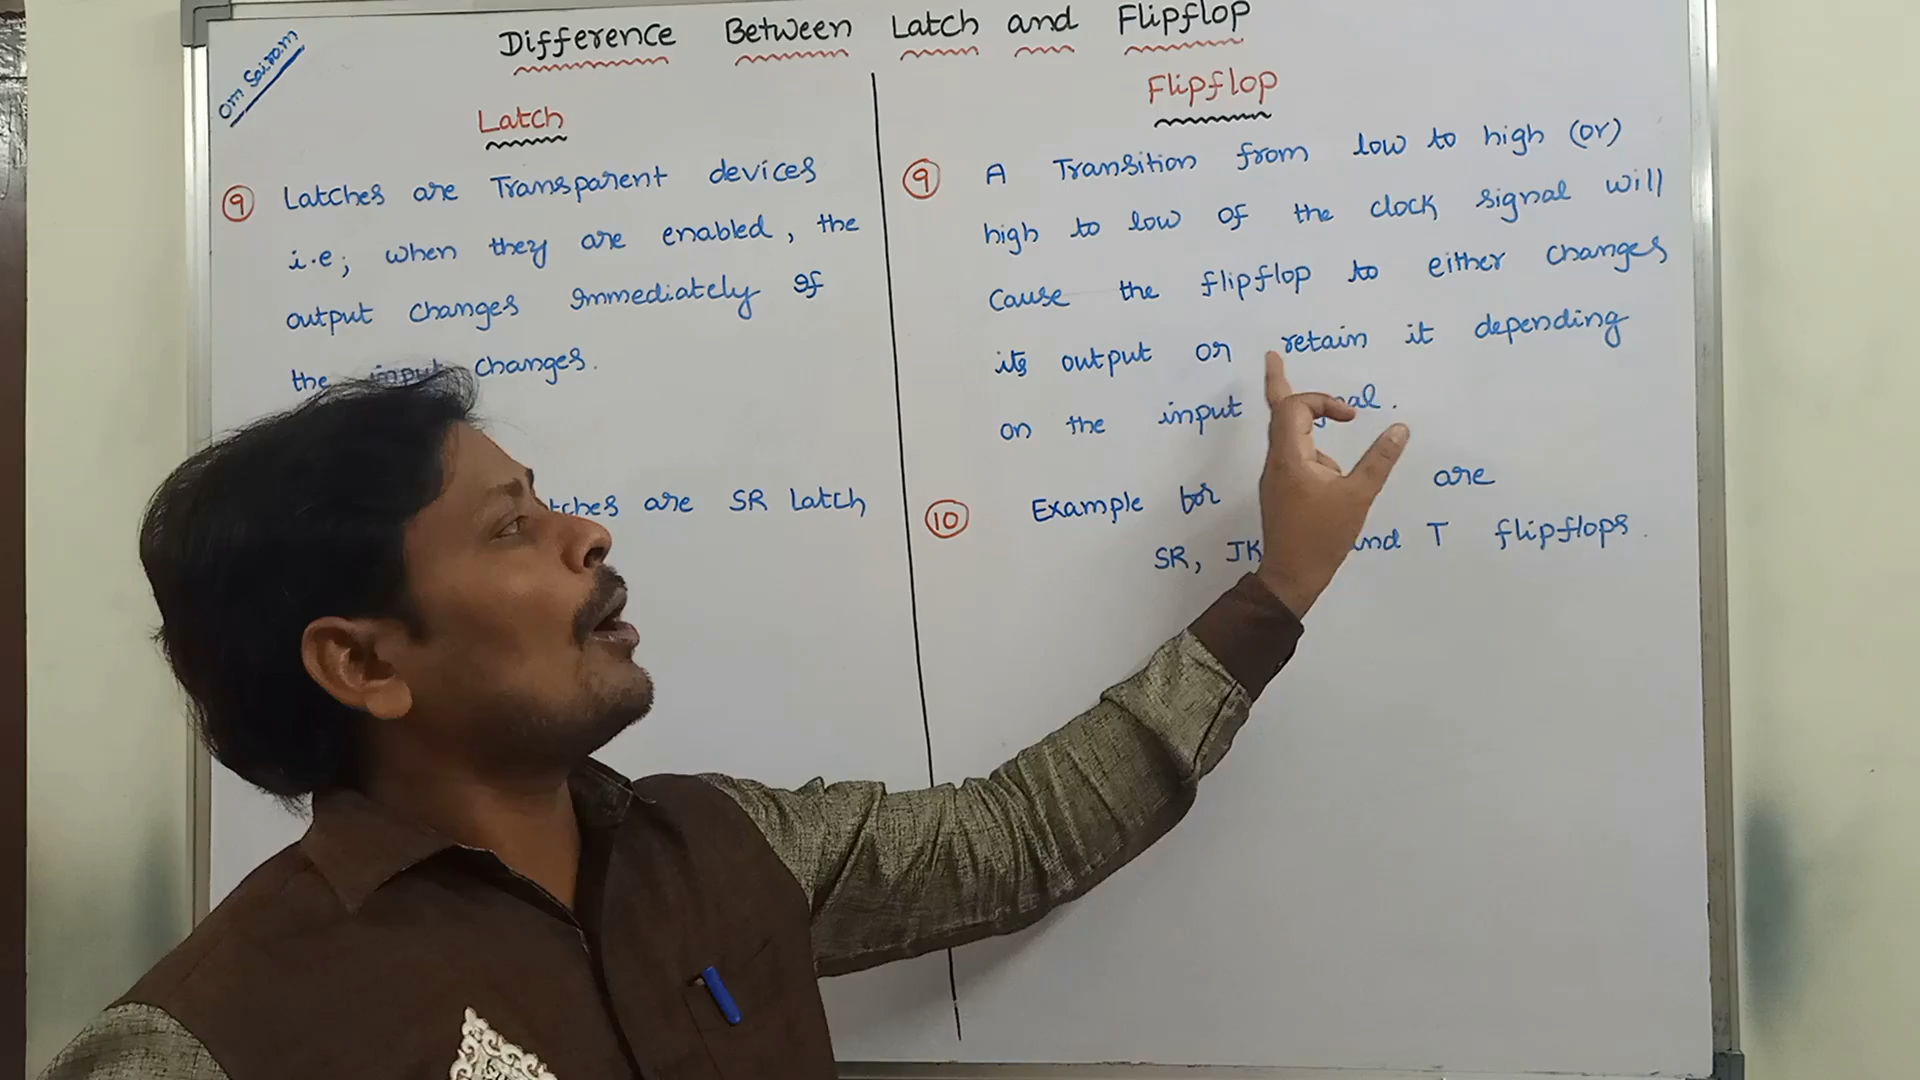 Om Sairam
Difference Between Latch and Flipflop
Latch
9 Latches are Transparent devices
i.e; when they are enabled, the
output changes Immediately If
the input changes.
are SR Latch
Flipflop
9 A Transition from low to high (or)
high to low of the clock signal will
cause the flipflop to either changes
its output or retain it depending
on the input
10 Example for are
SR, JK and T flipflops.